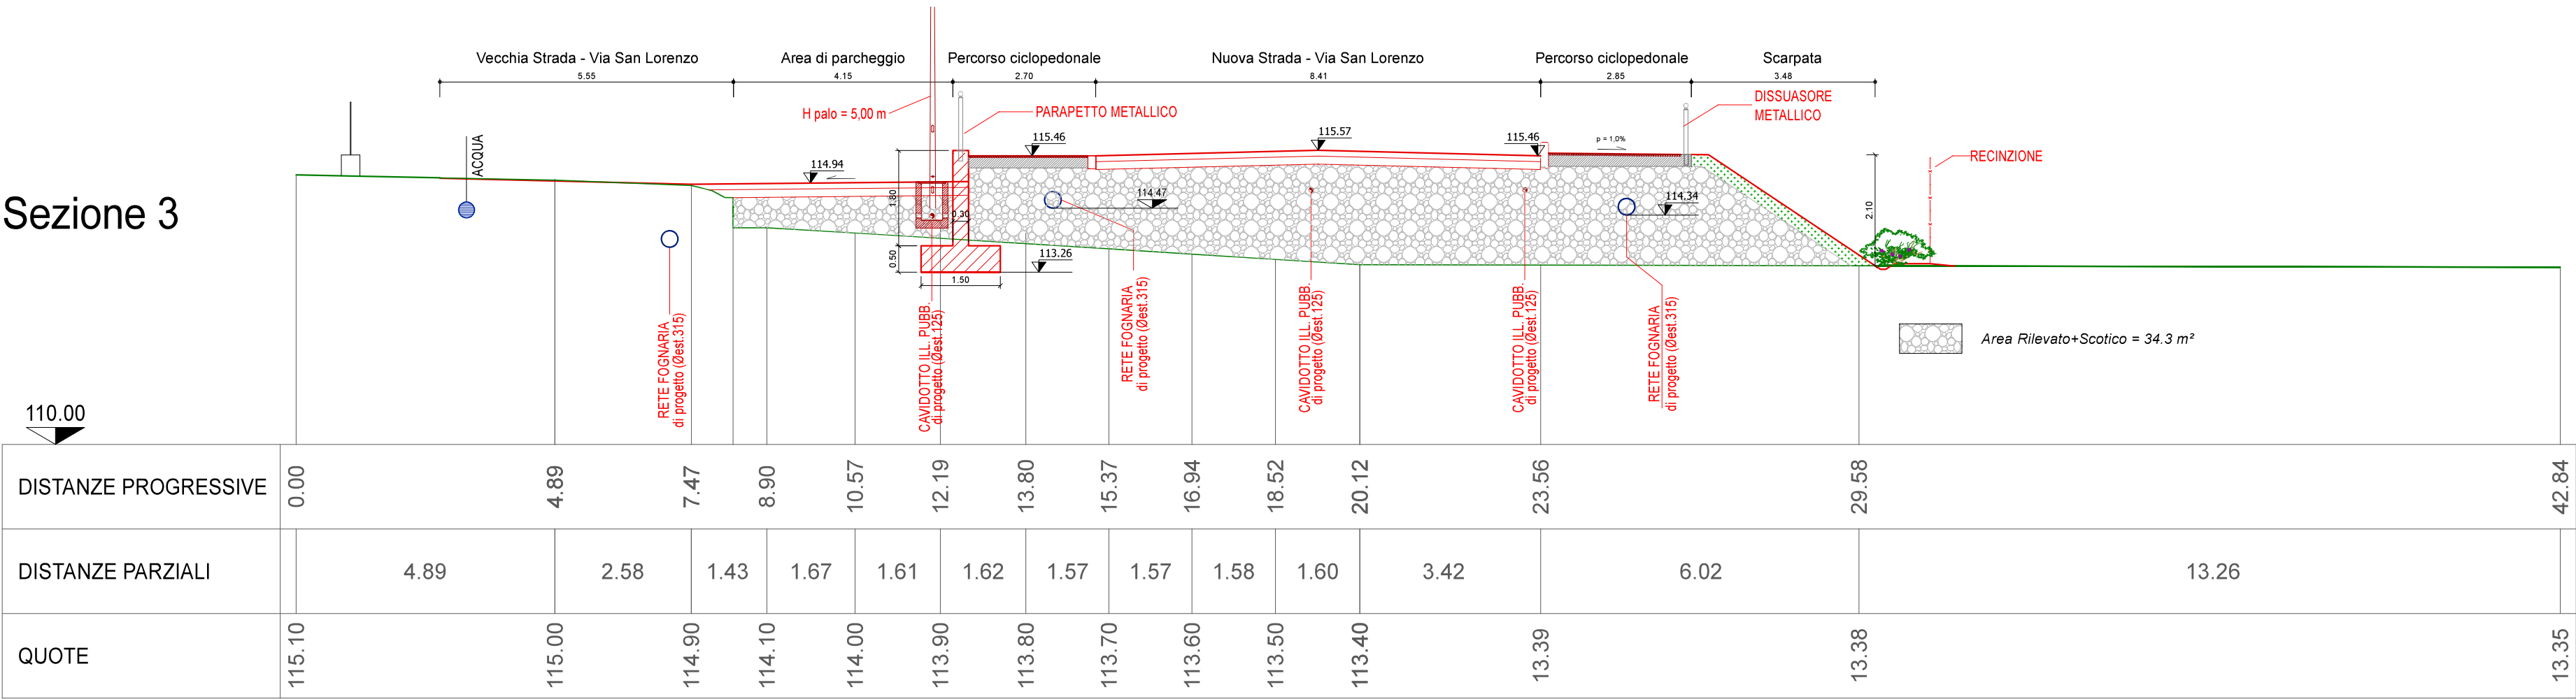 Vecchia Strada - Via San Lorenzo
Area di parcheggio
Percorso ciclopedonale
Nuova Strada - Via San Lorenzo
Percorso ciclopedonale
Scarpata
5.55
4.15
2.70
8.41
2.85
3.48
H palo = 5,00 m
PARAPETTO METALLICO
DISSUASORE
METALLICO
ACQUA
114.94
115.46
115.57
115.46
p = 1,0%
RECINZIONE
Sezione 3
1.80
0.30
114.47
114.34
2.10
0.50
113.26
1.50
RETE FOGNARIA
di progetto (Øest.315)
CAVIDOTTO ILL. PUBB.
di progetto (Øest.125)
RETE FOGNARIA
di progetto (Øest.315)
CAVIDOTTO ILL. PUBB.
di progetto (Øest.125)
CAVIDOTTO ILL. PUBB.
di progetto (Øest.125)
RETE FOGNARIA
di progetto (Øest.315)
Area Rilevato+Scotico = 34.3 m²
110.00
DISTANZE PROGRESSIVE 0.00 4.89 7.47 8.90 10.57 12.19 13.80 15.37 16.94 18.52 20.12 23.56 29.58 42.84
DISTANZE PARZIALI 4.89 2.58 1.43 1.67 1.61 1.62 1.57 1.57 1.58 1.60 3.42 6.02 13.26
QUOTE 115.10 115.00 114.90 114.10 114.00 113.90 113.80 113.70 113.60 113.50 113.40 13.39 13.38 13.35